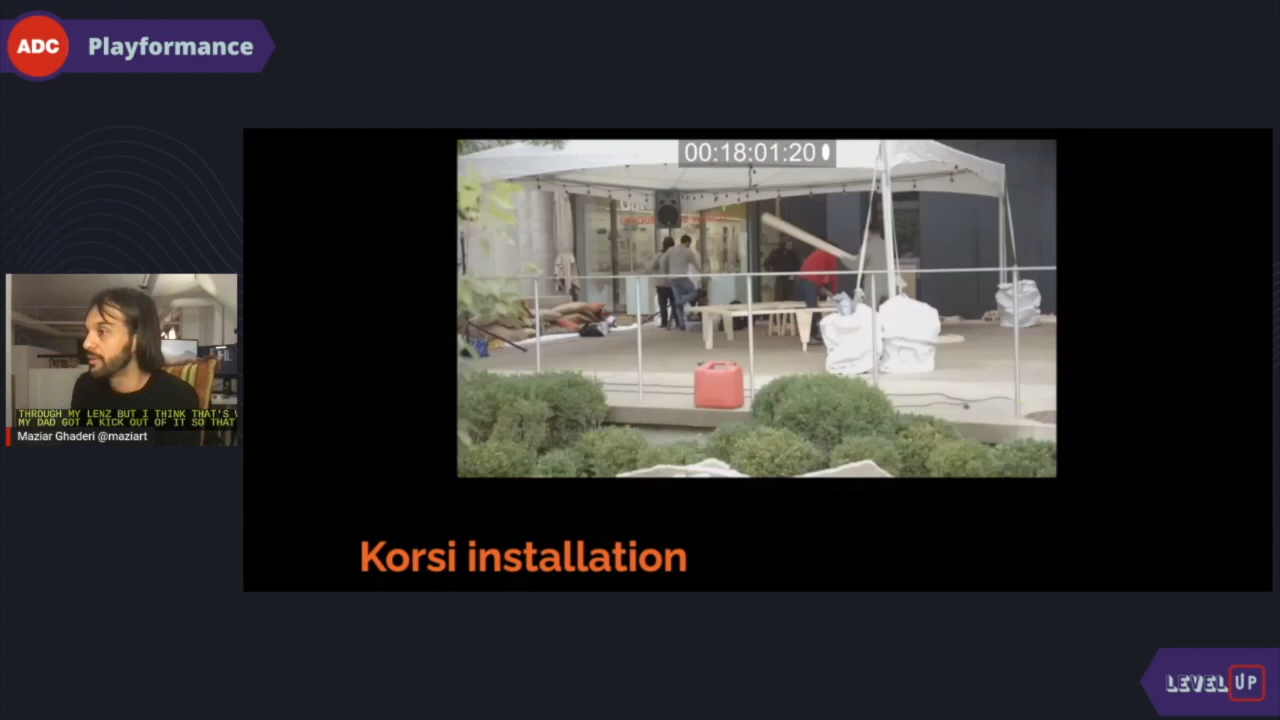 ADC
Playformance
00:18:01:20
THROUGH MY LENZ BUT I THINK THAT'S
MY DAD GOT A KICK OUT OF IT SO THAT
Maziar Ghaderi @maziart
Korsi installation
LEVEL UP